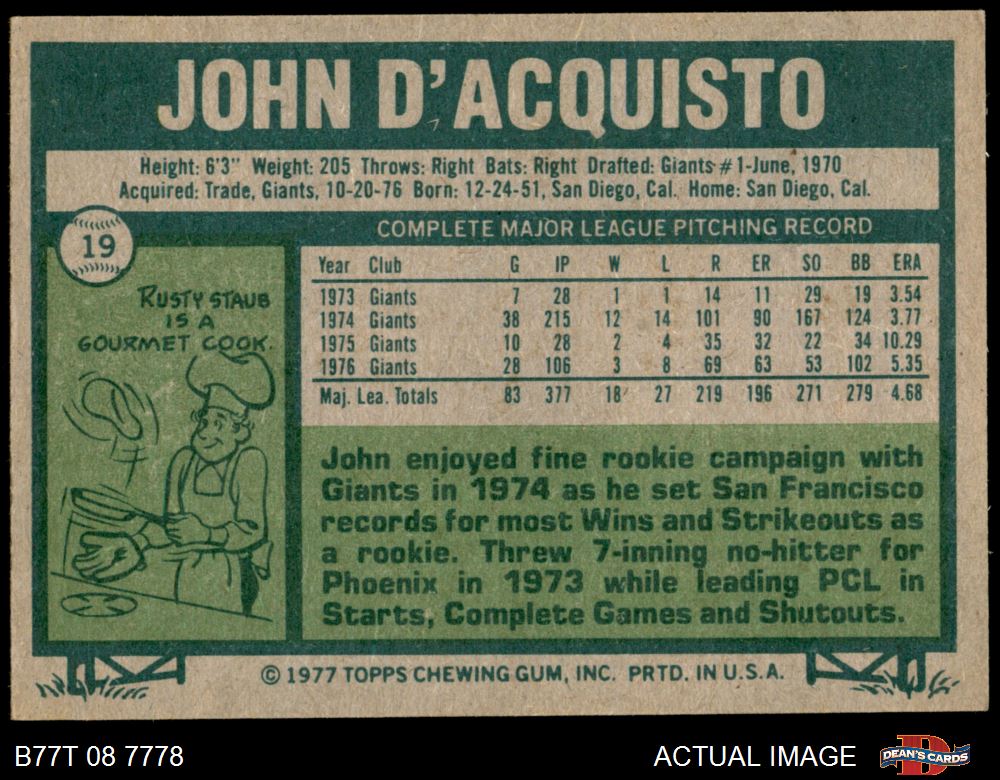 JOHN D'ACQUISTO
Height: 6'3" Weight: 205 Throws: Right Bats: Right Drafted: Giants #1-June, 1970
Acquired: Trade, Giants, 10-20-76 Born: 12-24-51, San Diego, Cal. Home: San Diego, Cal.
19
COMPLETE MAJOR LEAGUE PITCHING RECORD
Year Club G IP W L R ER SO BB ERA
1973 Giants 7 28 1 1 14 11 29 19 3.54
1974 Giants 38 215 12 14 101 90 167 124 3.77
1975 Giants 10 28 2 4 35 32 22 34 10.29
1976 Giants 28 106 3 8 69 63 53 102 5.35
Maj. Lea. Totals 83 377 18 27 219 196 271 279 4.68
RUSTY STAUB
IS A
GOURMET COOK.
John enjoyed fine rookie campaign with
Giants in 1974 as he set San Francisco
records for most Wins and Strikeouts as
a rookie. Threw 7-inning no-hitter for
Phoenix in 1973 while leading PCL in
Starts, Complete Games and Shutouts.
© 1977 TOPPS CHEWING GUM, INC. PRTD. IN U.S.A.
B77T 08 7778
ACTUAL IMAGE
D
DEAN'S CARDS